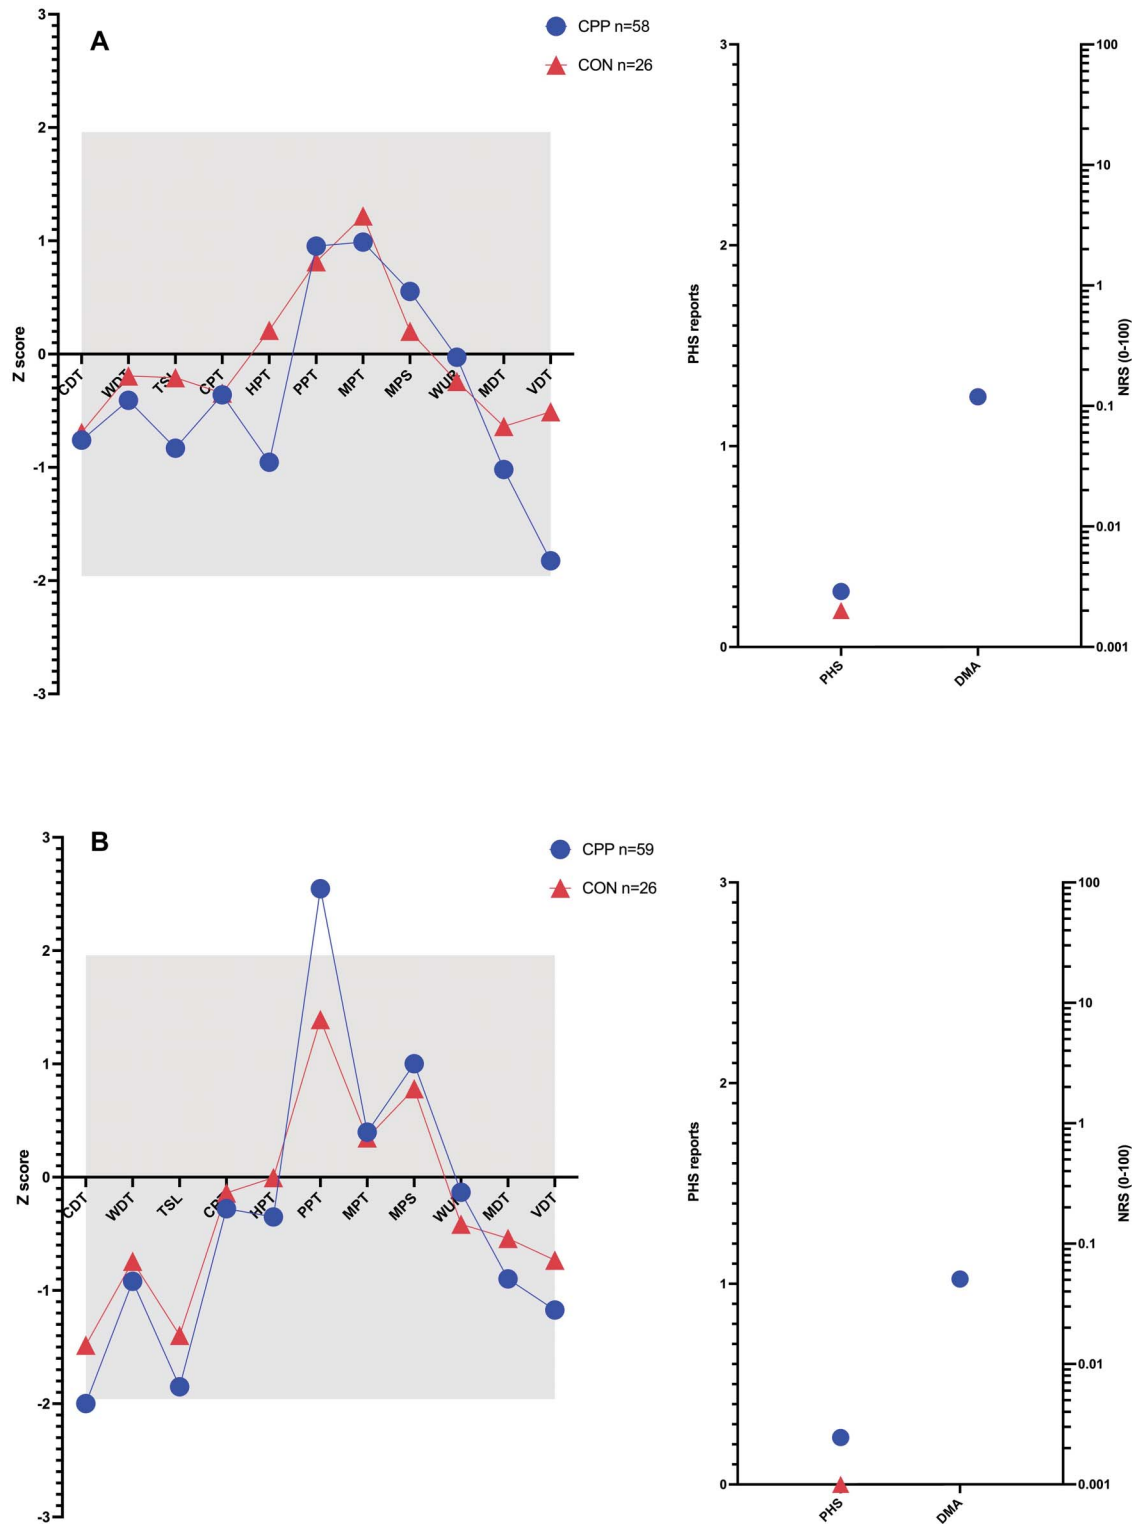 A
CPP n=58
CON n=26
3
2
1
0
-1
-2
-3
Z score
CDT
WDT
TSL
CPT
HPT
PPT
MPT
MPS
WUR
MDT
VDT
3
2
1
0
PHS reports
100
10
1
0.1
0.01
0.001
NRS (0-100)
PHS
DMA
B
CPP n=59
CON n=26
3
2
1
0
-1
-2
-3
Z score
CDT
WDT
TSL
CPT
HPT
PPT
MPT
MPS
WUR
MDT
VDT
3
2
1
0
PHS reports
100
10
1
0.1
0.01
0.001
NRS (0-100)
PHS
DMA